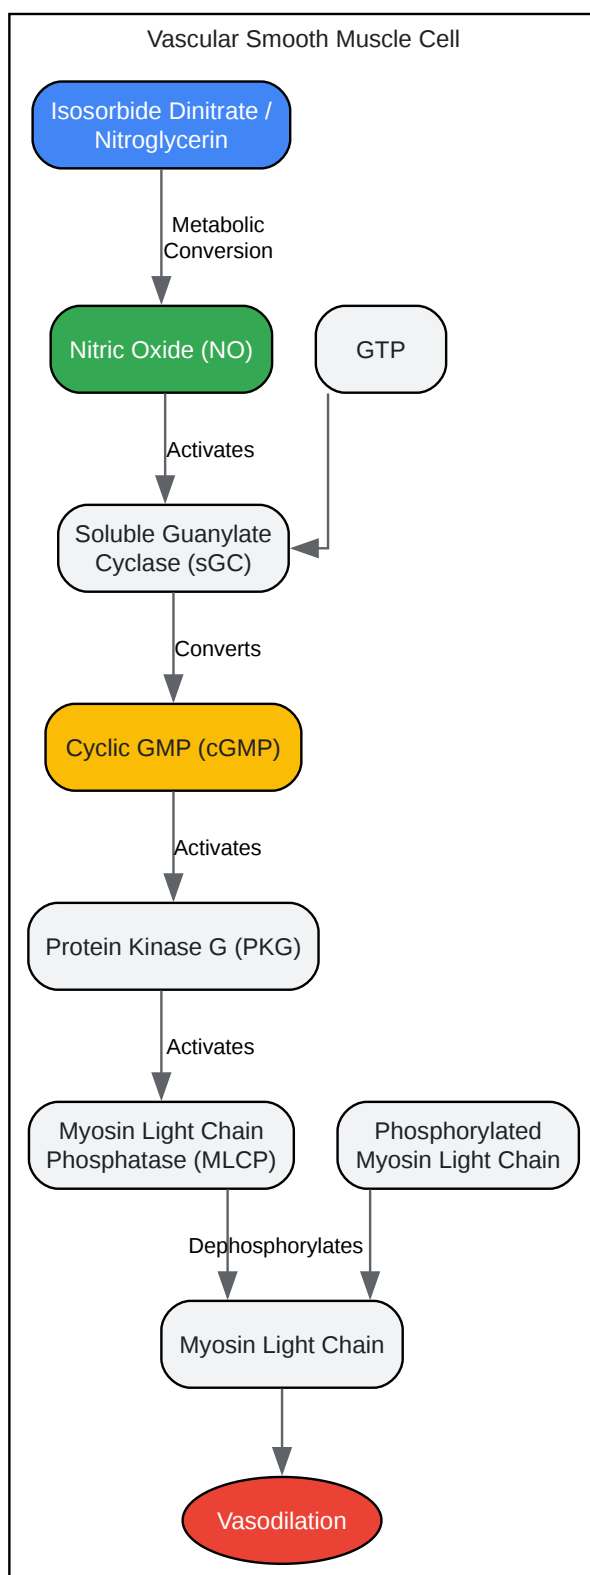 Vascular Smooth Muscle Cell
Isosorbide Dinitrate /
Nitroglycerin
Metabolic
Conversion
Nitric Oxide (NO)
GTP
Activates
Soluble Guanylate
Cyclase (sGC)
Converts
Cyclic GMP (cGMP)
Activates
Protein Kinase G (PKG)
Activates
Myosin Light Chain
Phosphatase (MLCP)
Phosphorylated
Myosin Light Chain
Dephosphorylates
Myosin Light Chain
Vasodilation